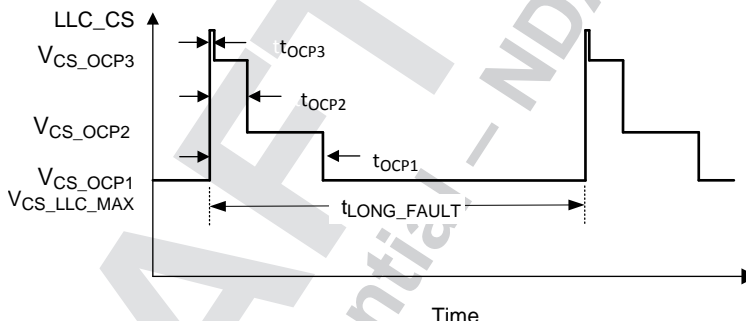 LLC_CS
VCS_OCP3
tOCP3
tOCP2
VCS_OCP2
tOCP1
VCS_OCP1
VCS_LLC_MAX
tLONG_FAULT
Time